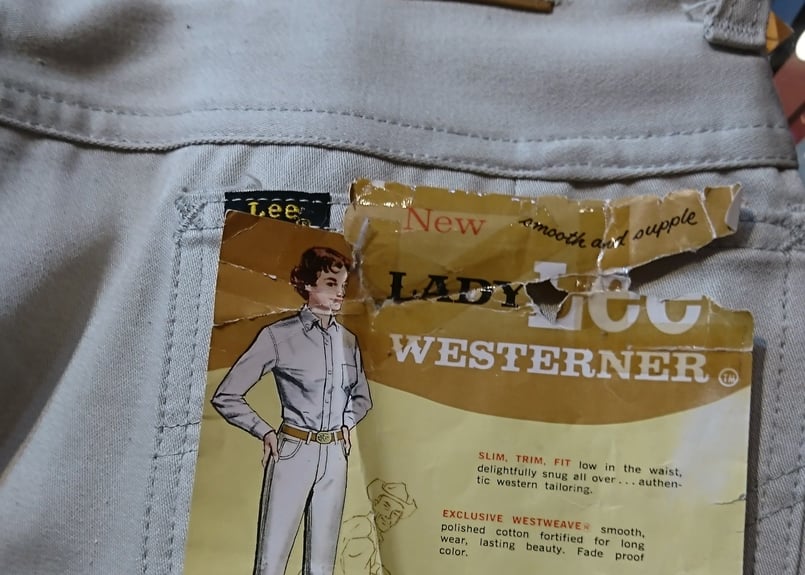 Lee®
New smooth and supple
LADY Lee
WESTERNER ™
SLIM, TRIM, FIT low in the waist,
delightfully snug all over...authen-
tic western tailoring.
EXCLUSIVE WESTWEAVE® smooth,
polished cotton fortified for long
wear, lasting beauty. Fade proof
color.